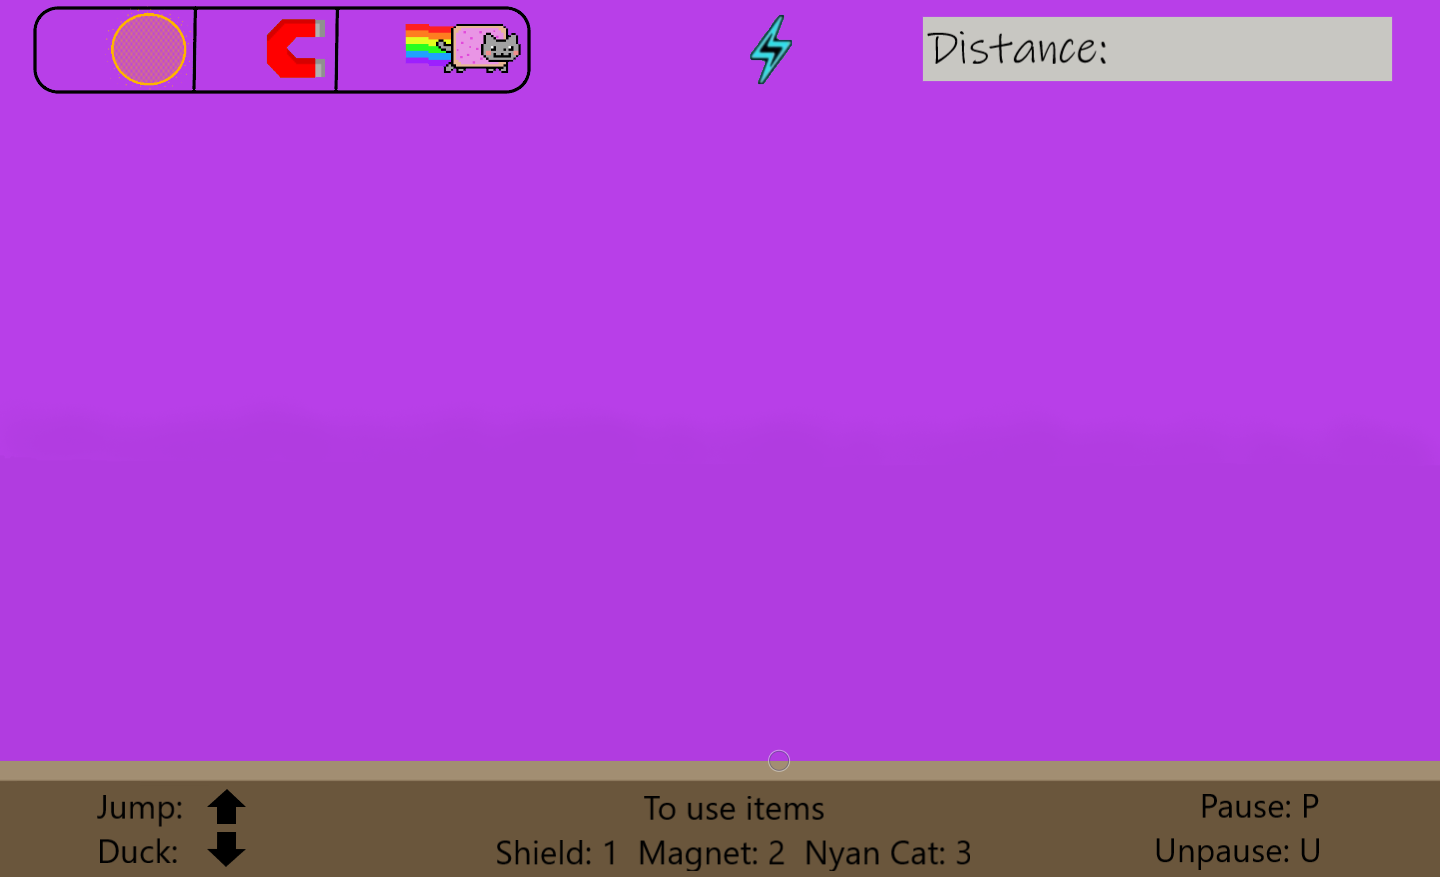 Distance:
Jump:
Duck:
To use items
Shield: 1 Magnet: 2 Nyan Cat: 3
Pause: P
Unpause: U